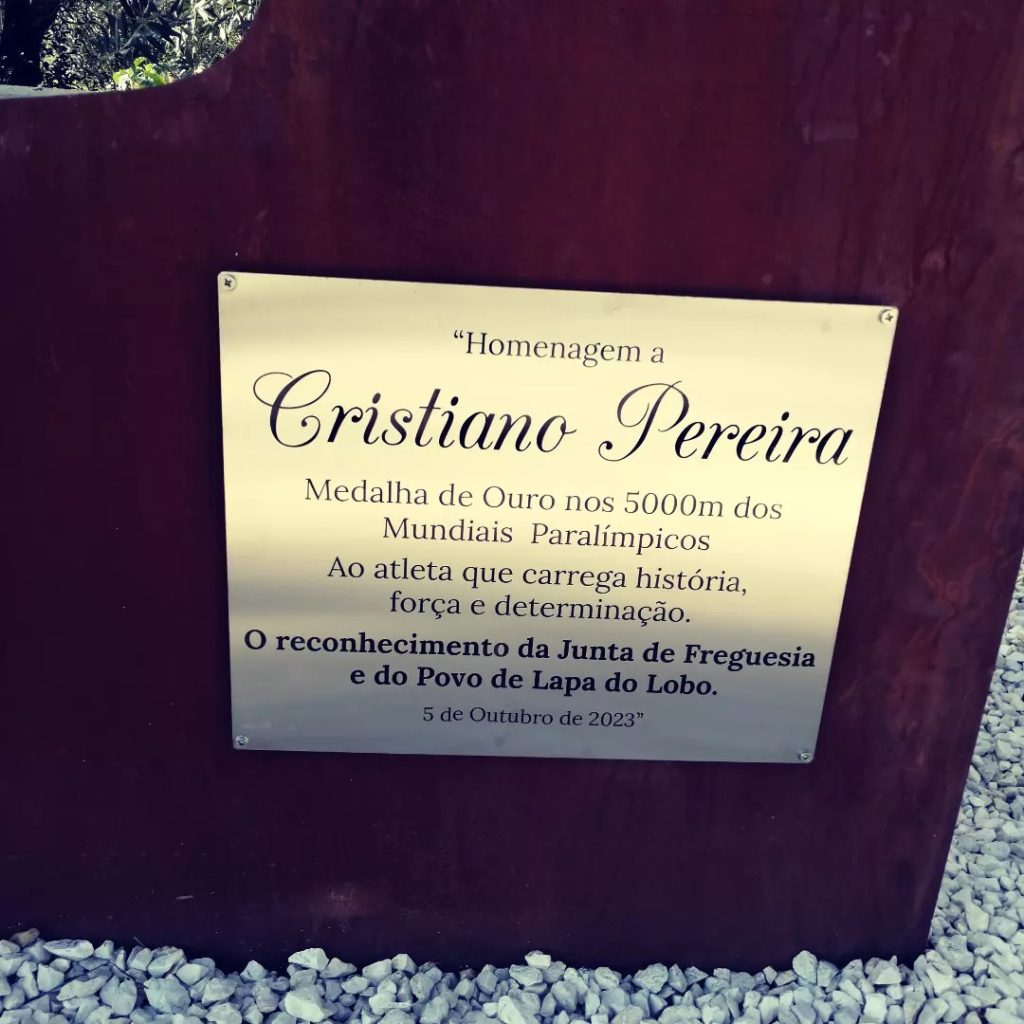 “Homenagem a
Cristiano Pereira
Medalha de Ouro nos 5000m dos
Mundiais Paralímpicos
Ao atleta que carrega história,
força e determinação.
O reconhecimento da Junta de Freguesia
e do Povo de Lapa do Lobo.
5 de Outubro de 2023”